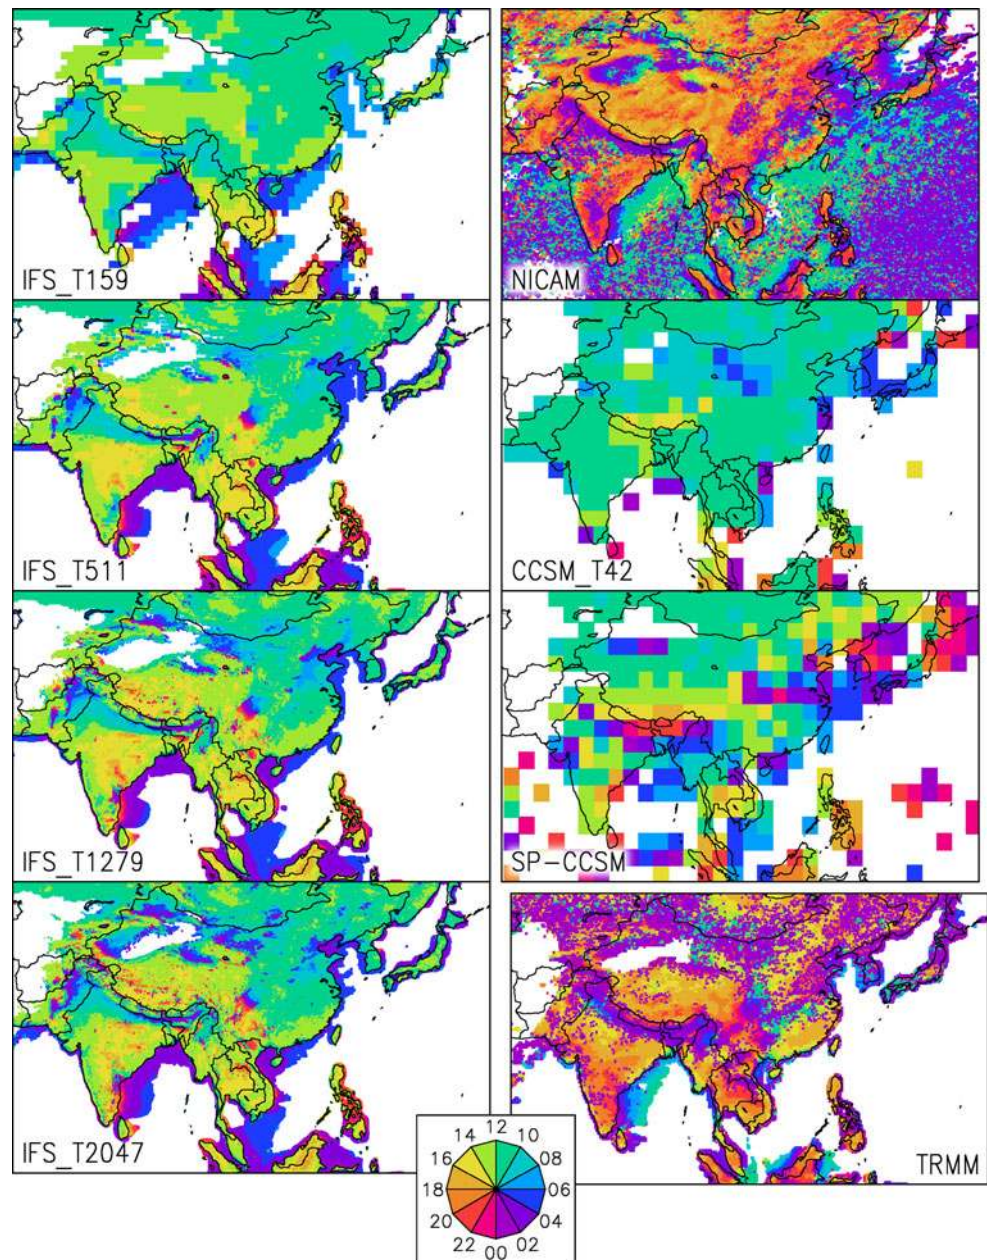 IFS_T159
NICAM
IFS_T511
CCSM_T42
IFS_T1279
SP-CCSM
IFS_T2047
TRMM
12
14 10
16 08
18 06
20 04
22 02
00